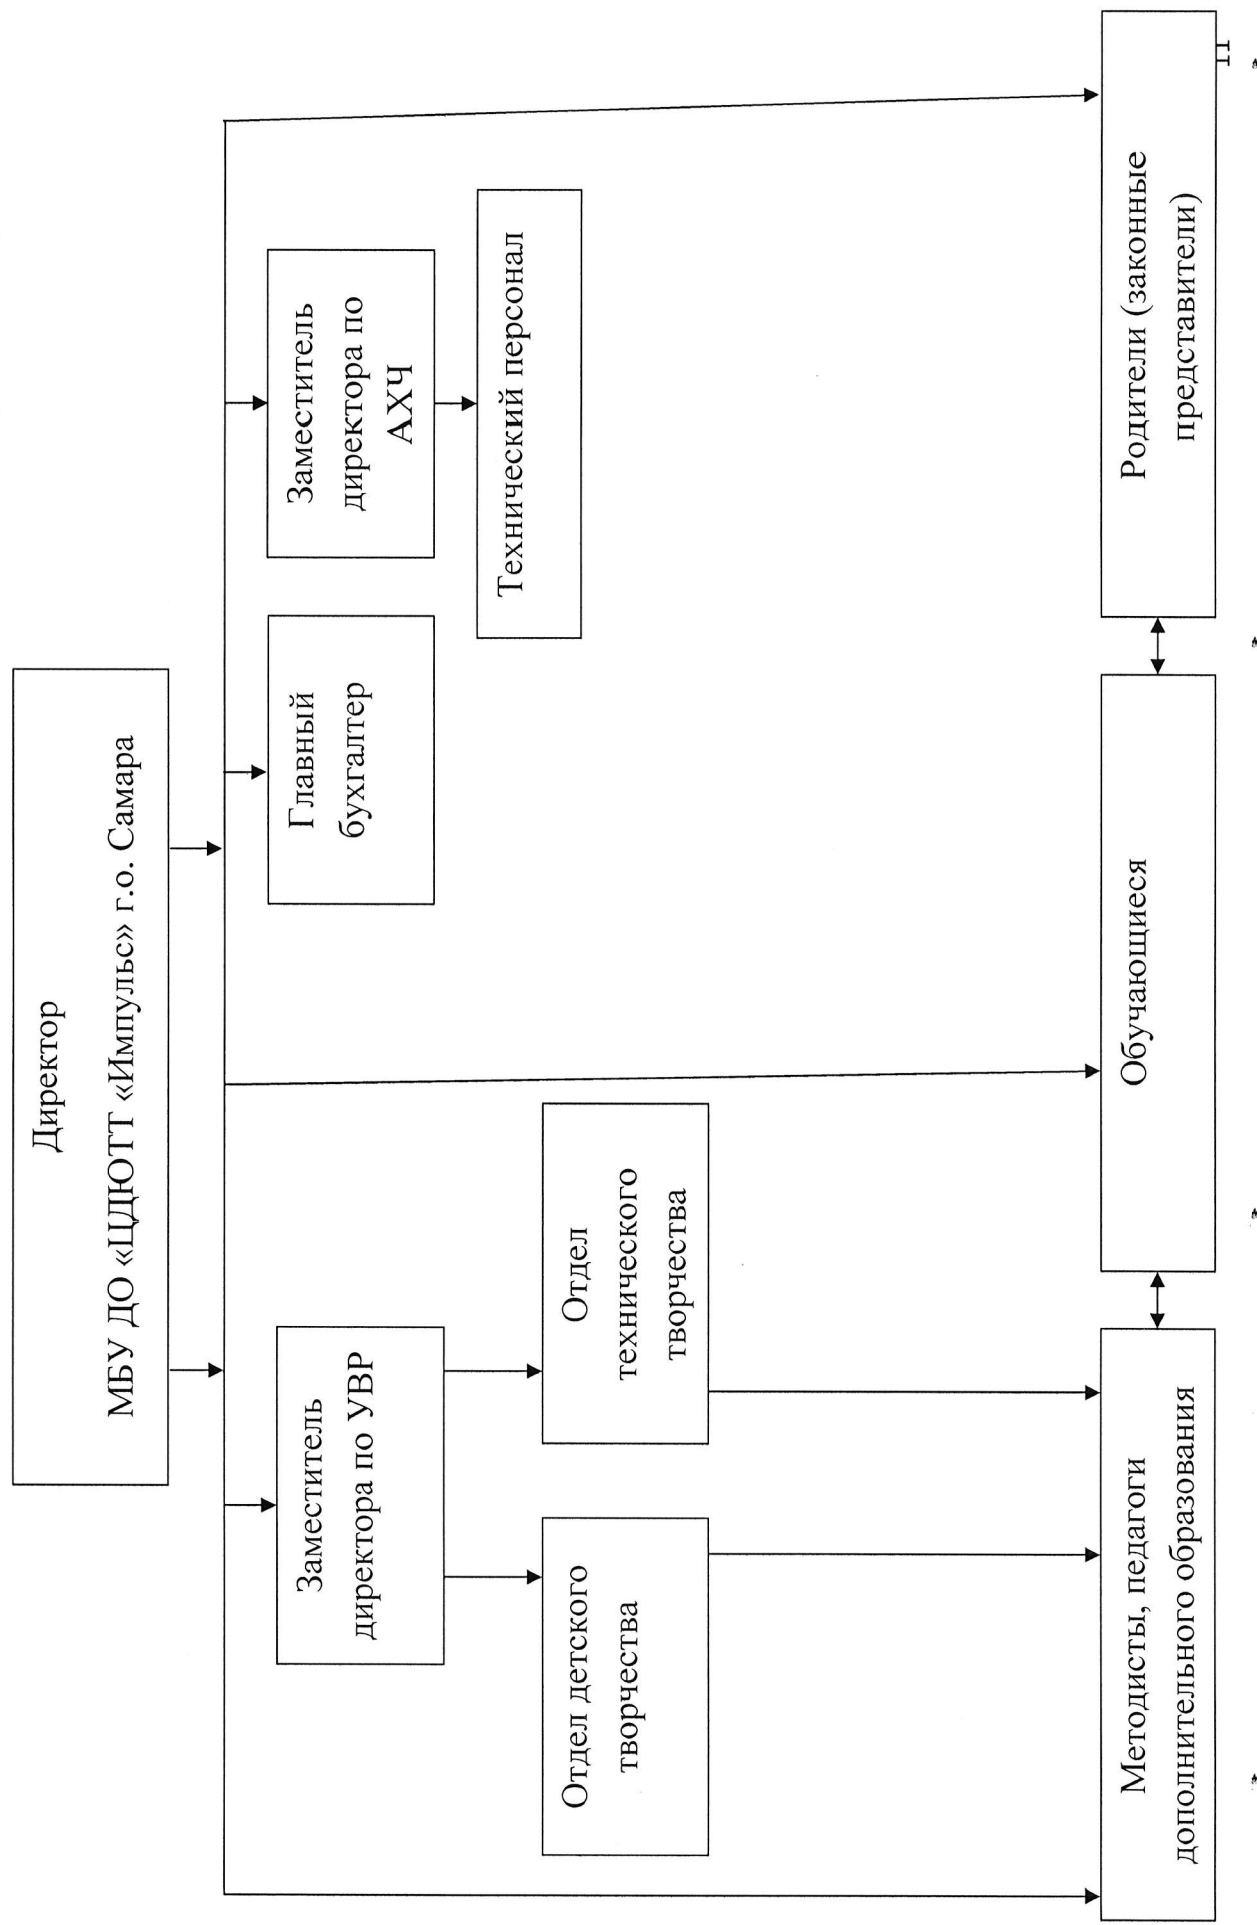 Директор
МБУ ДО «ЦДЮТТ «Импульс» г.о. Самара
Заместитель
директора по УВР
Главный
бухгалтер
Заместитель
директора по
АХЧ
Технический персонал
Отдел детского
творчества
Отдел
технического
творчества
Методисты, педагоги
дополнительного образования
Обучающиеся
Родители (законные
представители)